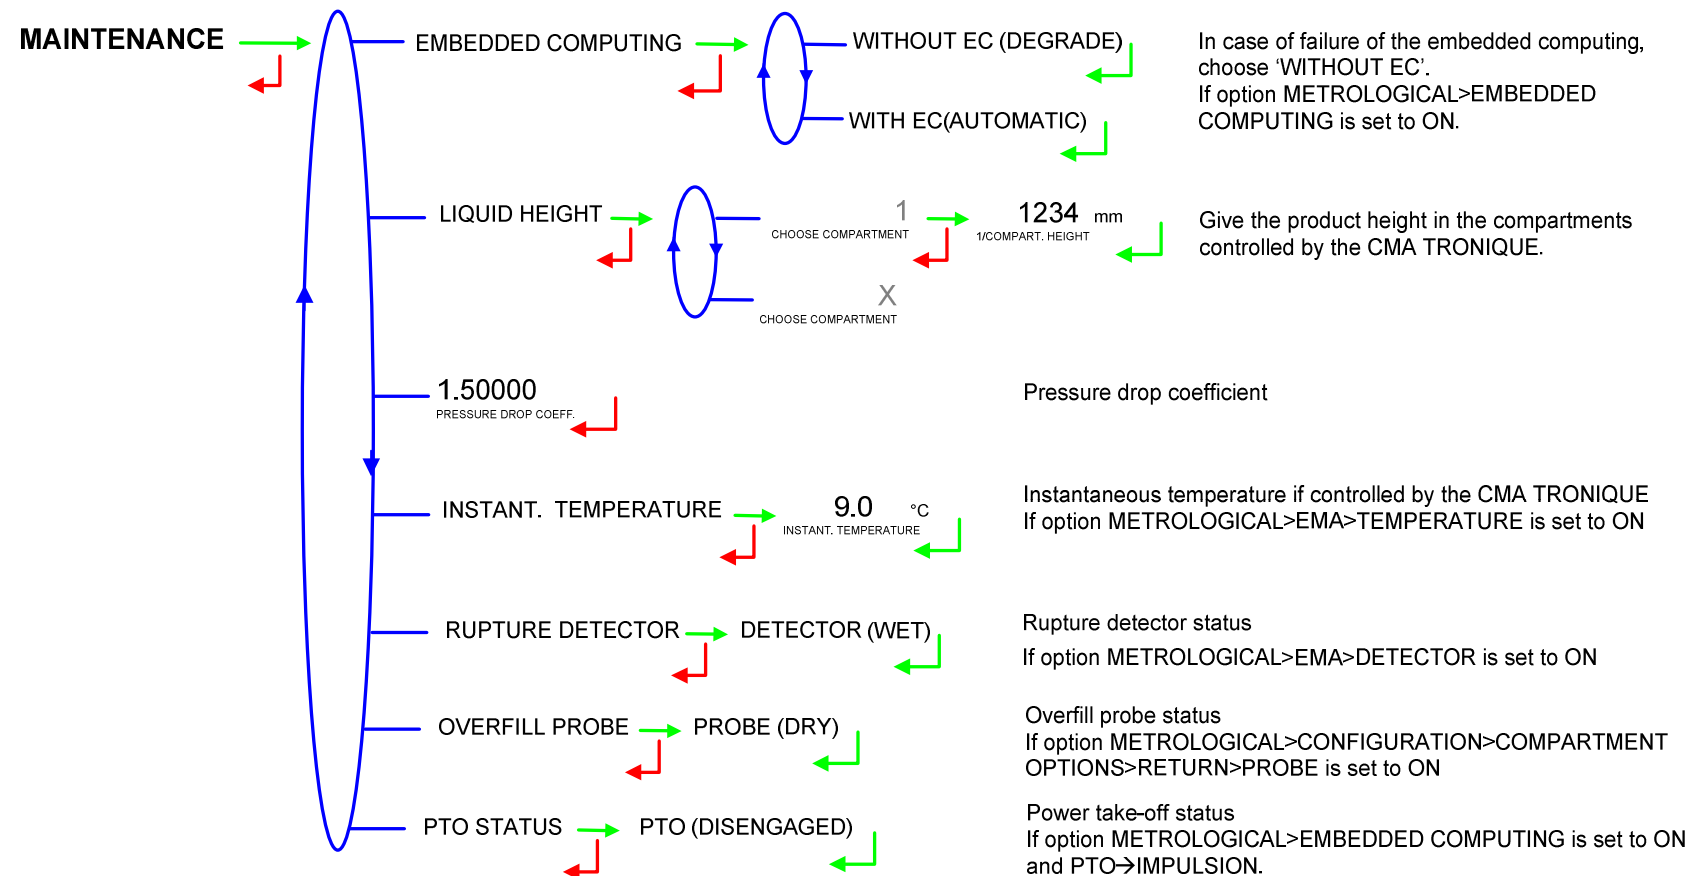 MAINTENANCE
EMBEDDED COMPUTING
WITHOUT EC (DEGRADE)
WITH EC(AUTOMATIC)
In case of failure of the embedded computing,
choose ‘WITHOUT EC’.
If option METROLOGICAL>EMBEDDED
COMPUTING is set to ON.
LIQUID HEIGHT
1
CHOOSE COMPARTMENT
1234 mm
1/COMPART. HEIGHT
X
CHOOSE COMPARTMENT
Give the product height in the compartments
controlled by the CMA TRONIQUE.
1.50000
PRESSURE DROP COEFF.
Pressure drop coefficient
INSTANT. TEMPERATURE
9.0 °C
INSTANT. TEMPERATURE
Instantaneous temperature if controlled by the CMA TRONIQUE
If option METROLOGICAL>EMA>TEMPERATURE is set to ON
RUPTURE DETECTOR
DETECTOR (WET)
Rupture detector status
If option METROLOGICAL>EMA>DETECTOR is set to ON
OVERFILL PROBE
PROBE (DRY)
Overfill probe status
If option METROLOGICAL>CONFIGURATION>COMPARTMENT
OPTIONS>RETURN>PROBE is set to ON
PTO STATUS
PTO (DISENGAGED)
Power take-off status
If option METROLOGICAL>EMBEDDED COMPUTING is set to ON
and PTO→IMPULSION.